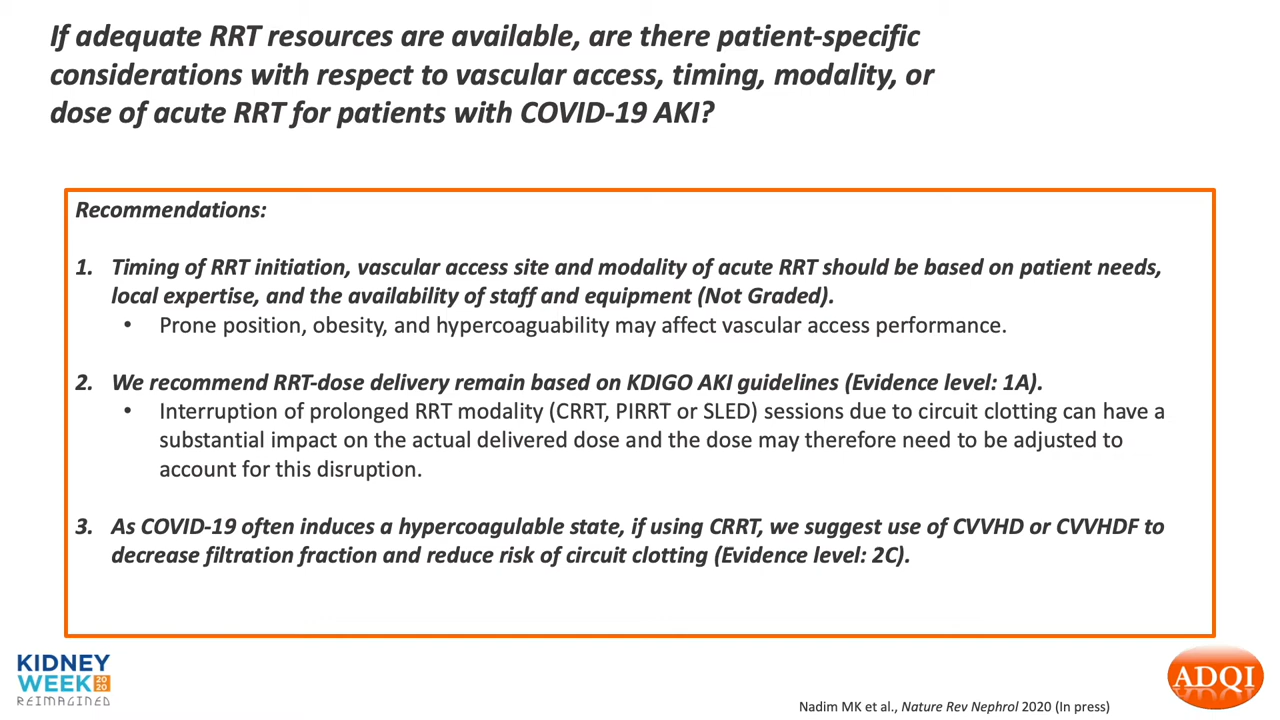 If adequate RRT resources are available, are there patient-specific
considerations with respect to vascular access, timing, modality, or
dose of acute RRT for patients with COVID-19 AKI?
Recommendations:
1. Timing of RRT initiation, vascular access site and modality of acute RRT should be based on patient needs,
local expertise, and the availability of staff and equipment (Not Graded).
• Prone position, obesity, and hypercoaguability may affect vascular access performance.
2. We recommend RRT-dose delivery remain based on KDIGO AKI guidelines (Evidence level: 1A).
• Interruption of prolonged RRT modality (CRRT, PIRRT or SLED) sessions due to circuit clotting can have a
substantial impact on the actual delivered dose and the dose may therefore need to be adjusted to
account for this disruption.
3. As COVID-19 often induces a hypercoagulable state, if using CRRT, we suggest use of CVVHD or CVVHDF to
decrease filtration fraction and reduce risk of circuit clotting (Evidence level: 2C).
KIDNEY
WEEK 2020
REIMAGINED
ADQI
Nadim MK et al., Nature Rev Nephrol 2020 (In press)